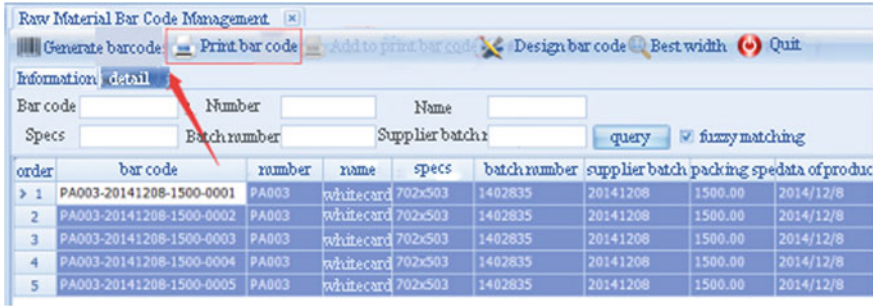 Raw Material Bar Code Management
Generate barcode Print bar code Add to print bar code Design bar code Best width Quit
Information detail
Bar code Number Name
Specs Batch number Supplier batch query fuzzy matching
order bar code number name specs batch number supplier batch packing spe data of produc
> 1 PA003-20141208-1500-0001 PA003 whitecard 702x503 1402835 20141208 1500.00 2014/12/8
2 PA003-20141208-1500-0002 PA003 whitecard 702x503 1402835 20141208 1500.00 2014/12/8
3 PA003-20141208-1500-0003 PA003 whitecard 702x503 1402835 20141208 1500.00 2014/12/8
4 PA003-20141208-1500-0004 PA003 whitecard 702x503 1402835 20141208 1500.00 2014/12/8
5 PA003-20141208-1500-0005 PA003 whitecard 702x503 1402835 20141208 1500.00 2014/12/8